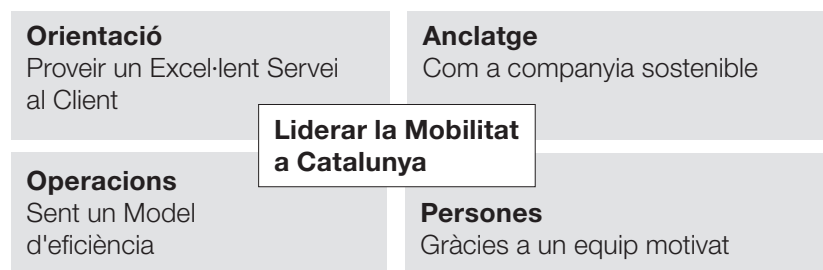 Orientació
Proveir un Excel·lent Servei
al Client
Anclatge
Com a companyia sostenible
Liderar la Mobilitat
a Catalunya
Operacions
Sent un Model
d'eficiència
Persones
Gràcies a un equip motivat